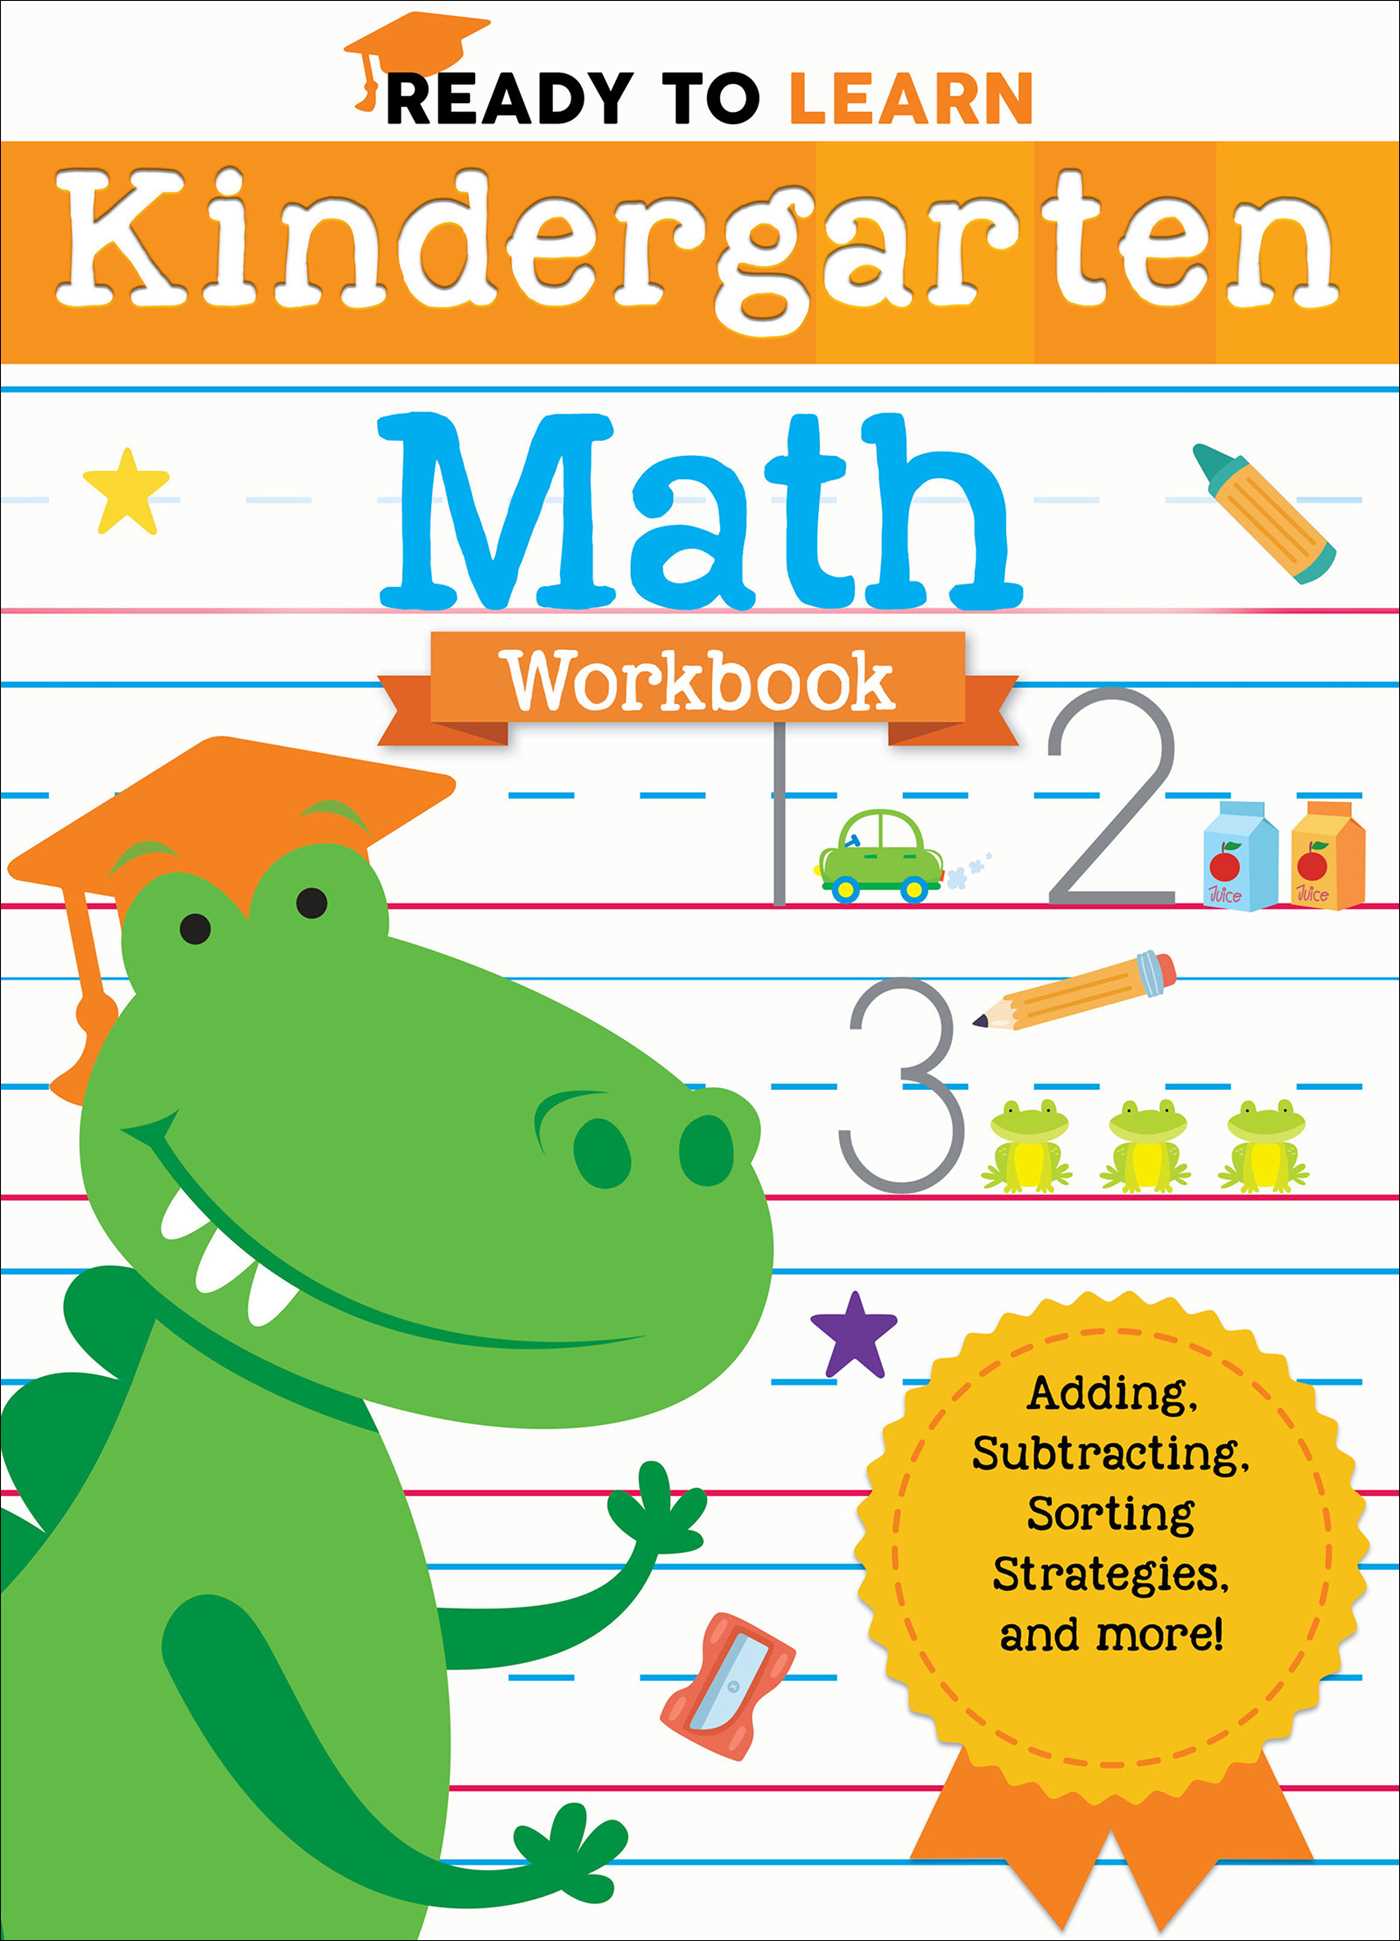 READY TO LEARN
Kindergarten
Math
Workbook
1 2
Juice Juice
3
Adding,
Subtracting,
Sorting
Strategies,
and more!